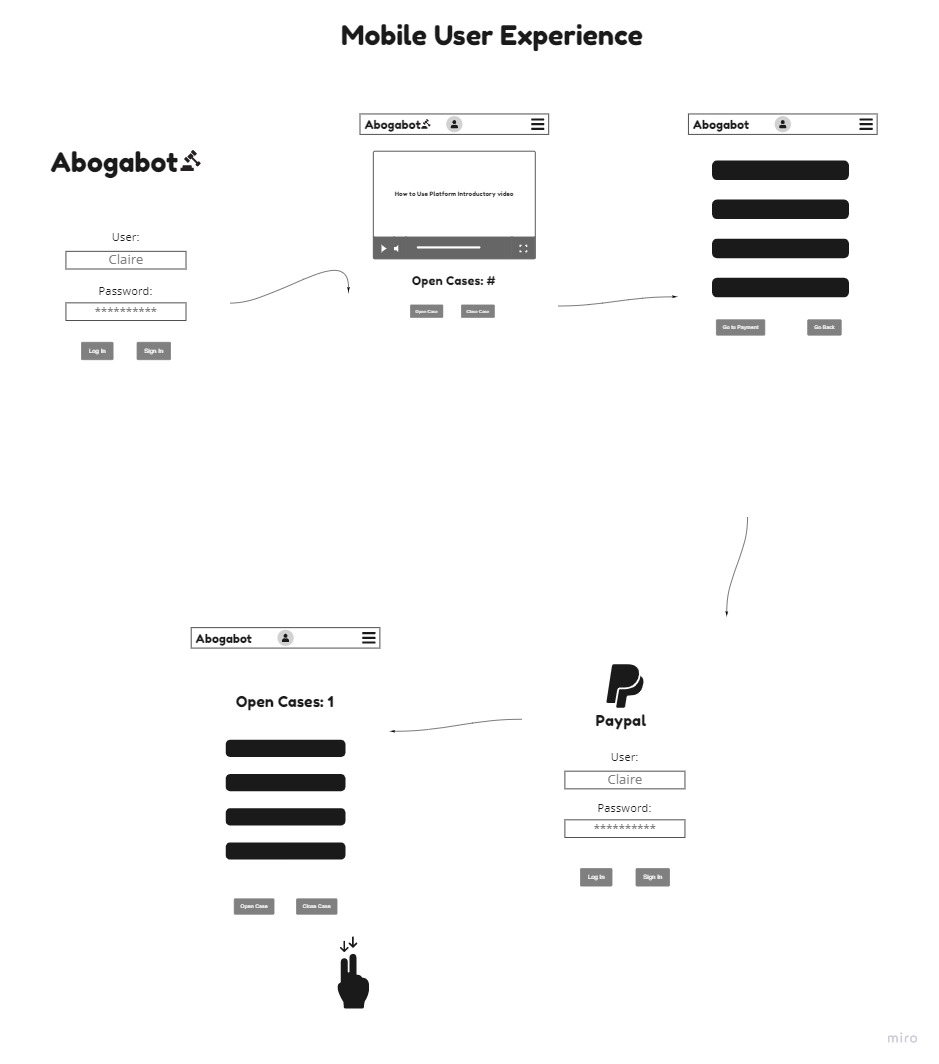 Mobile User Experience
Abogabot
User:
Claire
Password:
**********
Log In
Sign In
Abogabot
How to Use Platform Introductory video
Open Cases: #
Open Case
Close Case
Abogabot
Go to Payment
Go Back
Paypal
User:
Claire
Password:
**********
Log In
Sign In
Abogabot
Open Cases: 1
Open Case
Close Case
miro